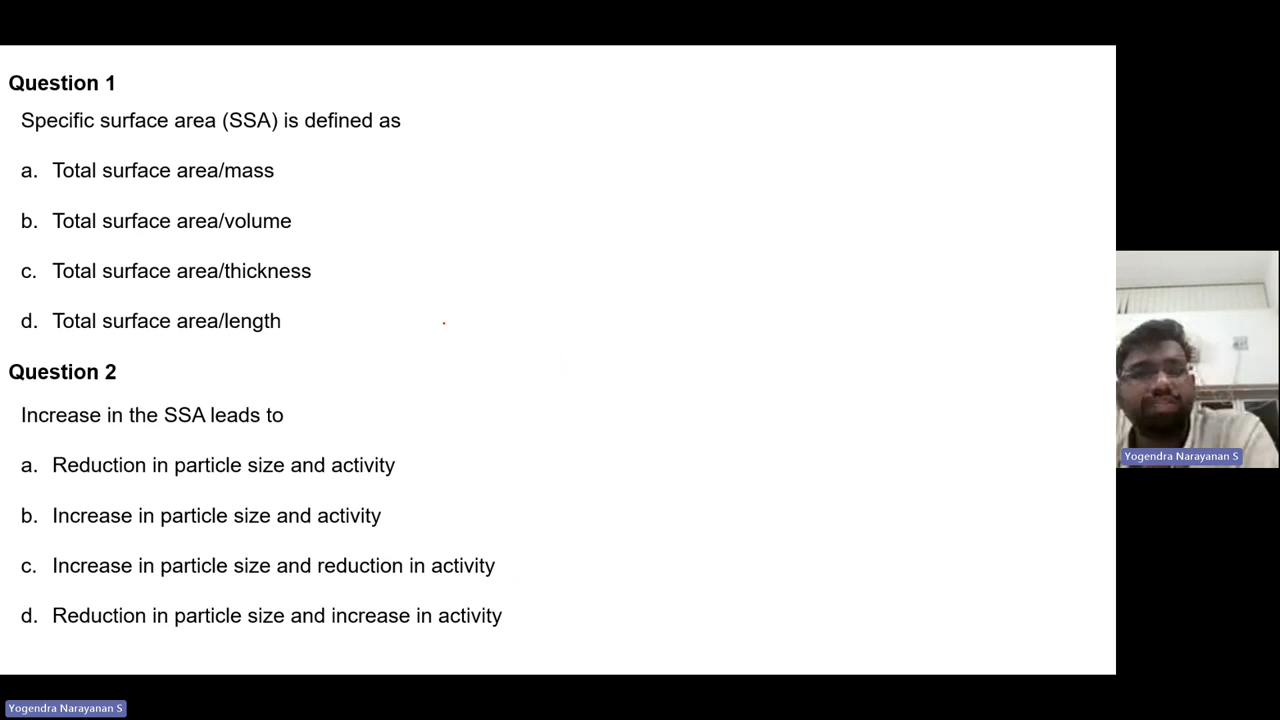 Question 1
Specific surface area (SSA) is defined as
a. Total surface area/mass
b. Total surface area/volume
c. Total surface area/thickness
d. Total surface area/length
Question 2
Increase in the SSA leads to
a. Reduction in particle size and activity
b. Increase in particle size and activity
c. Increase in particle size and reduction in activity
d. Reduction in particle size and increase in activity
Yogendra Narayanan S
Yogendra Narayanan S